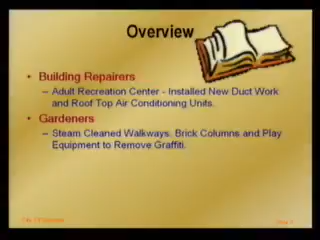 Overview
• Building Repairers
– Adult Recreation Center - Installed New Duct Work
and Roof Top Air Conditioning Units.
• Gardeners
– Steam Cleaned Walkways, Brick Columns and Play
Equipment to Remove Graffiti.